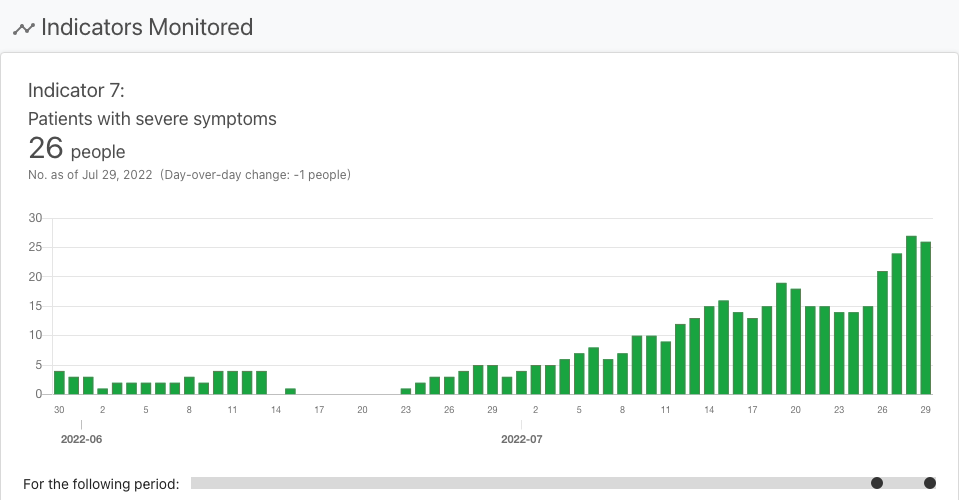 Indicators Monitored
Indicator 7:
Patients with severe symptoms
26 people
No. as of Jul 29, 2022 (Day-over-day change: -1 people)
30
25
20
15
10
5
0
30 2 5 8 11 14 17 20 23 26 29 2 5 8 11 14 17 20 23 26 29
2022-06 2022-07
For the following period: